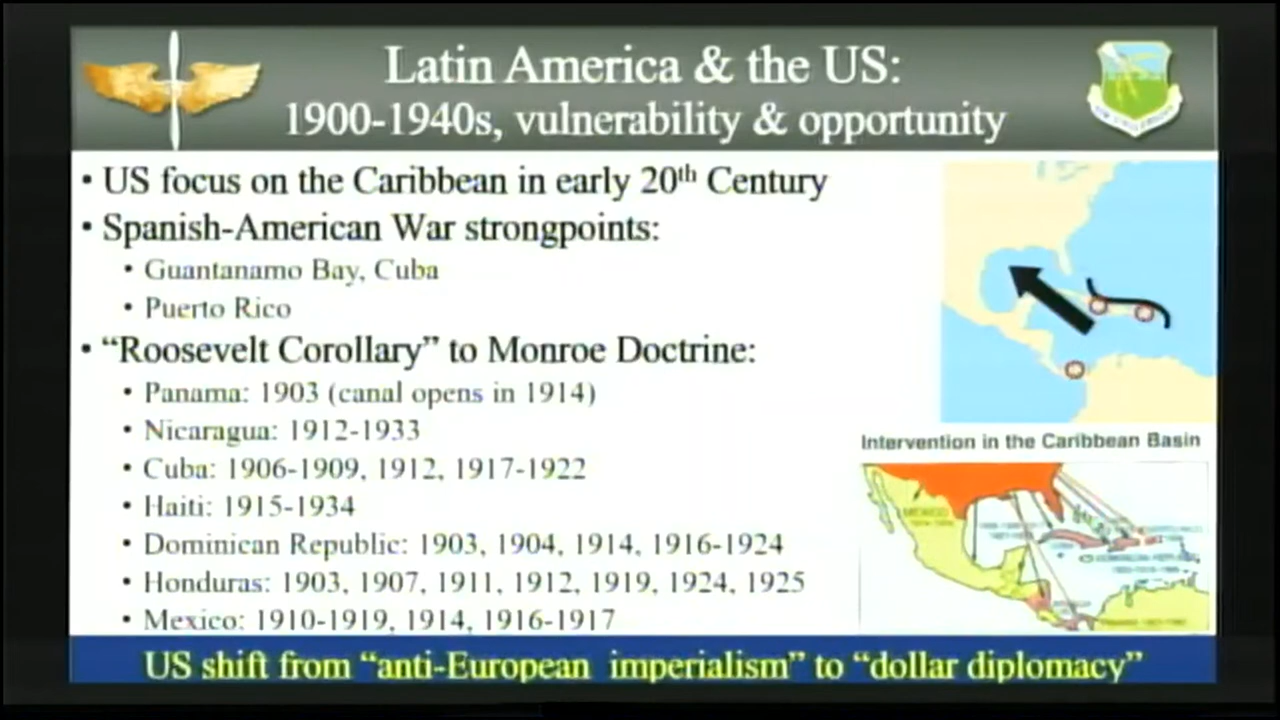 Latin America & the US:
1900-1940s, vulnerability & opportunity
• US focus on the Caribbean in early 20th Century
• Spanish-American War strongpoints:
• Guantanamo Bay, Cuba
• Puerto Rico
• “Roosevelt Corollary” to Monroe Doctrine:
• Panama: 1903 (canal opens in 1914)
• Nicaragua: 1912-1933
• Cuba: 1906-1909, 1912, 1917-1922
• Haiti: 1915-1934
• Dominican Republic: 1903, 1904, 1914, 1916-1924
• Honduras: 1903, 1907, 1911, 1912, 1919, 1924, 1925
• Mexico: 1910-1919, 1914, 1916-1917
Intervention in the Caribbean Basin
MEXICO
US shift from “anti-European imperialism” to “dollar diplomacy”